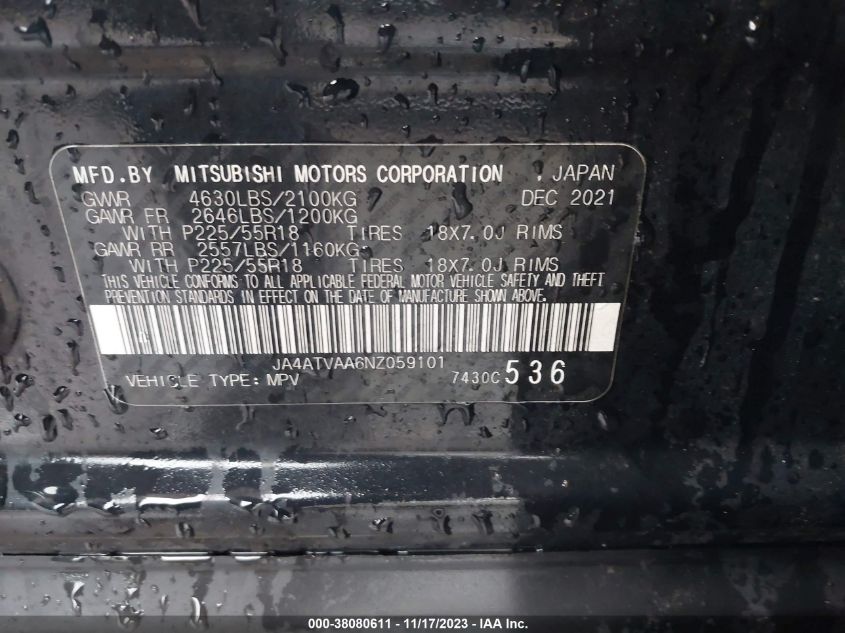 MFD.BY MITSUBISHI MOTORS CORPORATION , JAPAN
GVWR 4630LBS/2100KG DEC 2021
GAWR FR 2646LBS/1200KG
WITH P225/55R18 TIRES 18X7.0J RIMS
GAWR RR 2557LBS/1160KG
WITH P225/55R18 TIRES 18X7.0J RIMS
THIS VEHICLE CONFORMS TO ALL APPLICABLE FEDERAL MOTOR VEHICLE SAFETY AND THEFT
PREVENTION STANDARDS IN EFFECT ON THE DATE OF MANUFACTURE SHOWN ABOVE.
JA4ATVAA6NZ059101
VEHICLE TYPE: MPV 7430C 536
000-38080611 - 11/17/2023 - IAA Inc.